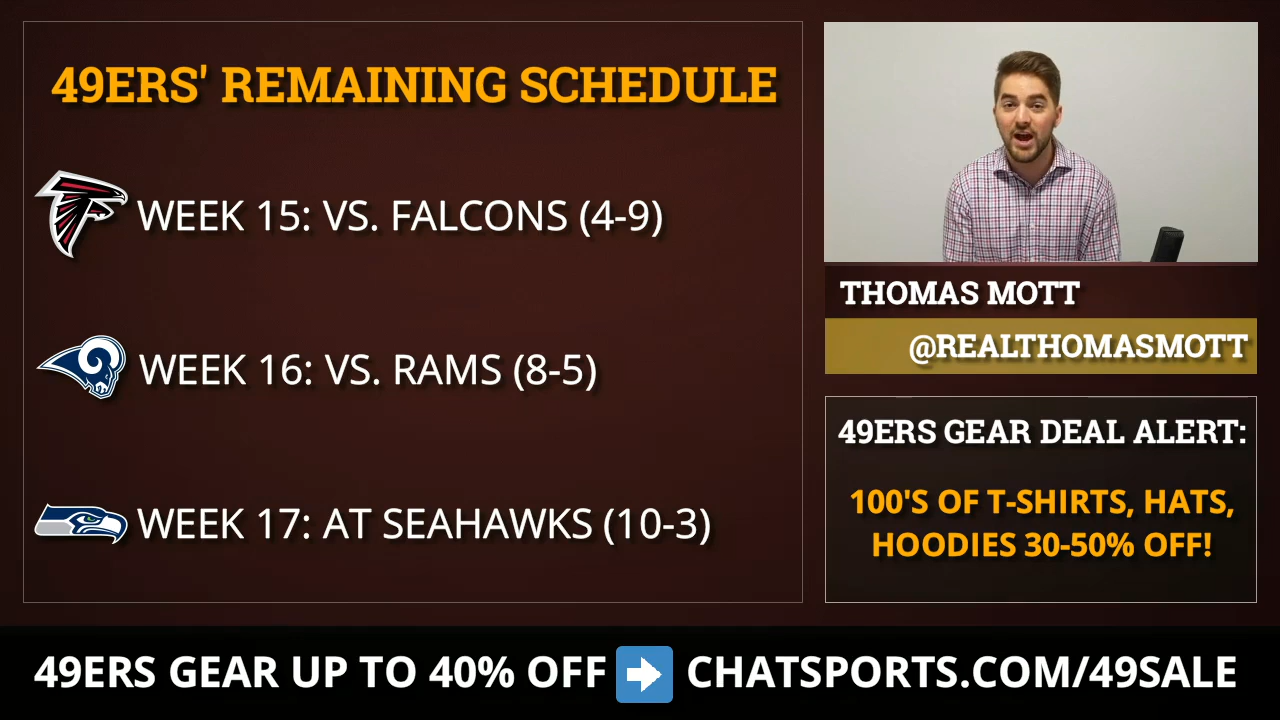 49ERS' REMAINING SCHEDULE
WEEK 15: VS. FALCONS (4-9)
WEEK 16: VS. RAMS (8-5)
WEEK 17: AT SEAHAWKS (10-3)
THOMAS MOTT
@REALTHOMASMOTT
49ERS GEAR DEAL ALERT:
100'S OF T-SHIRTS, HATS,
HOODIES 30-50% OFF!
49ERS GEAR UP TO 40% OFF ➡ CHATSPORTS.COM/49SALE